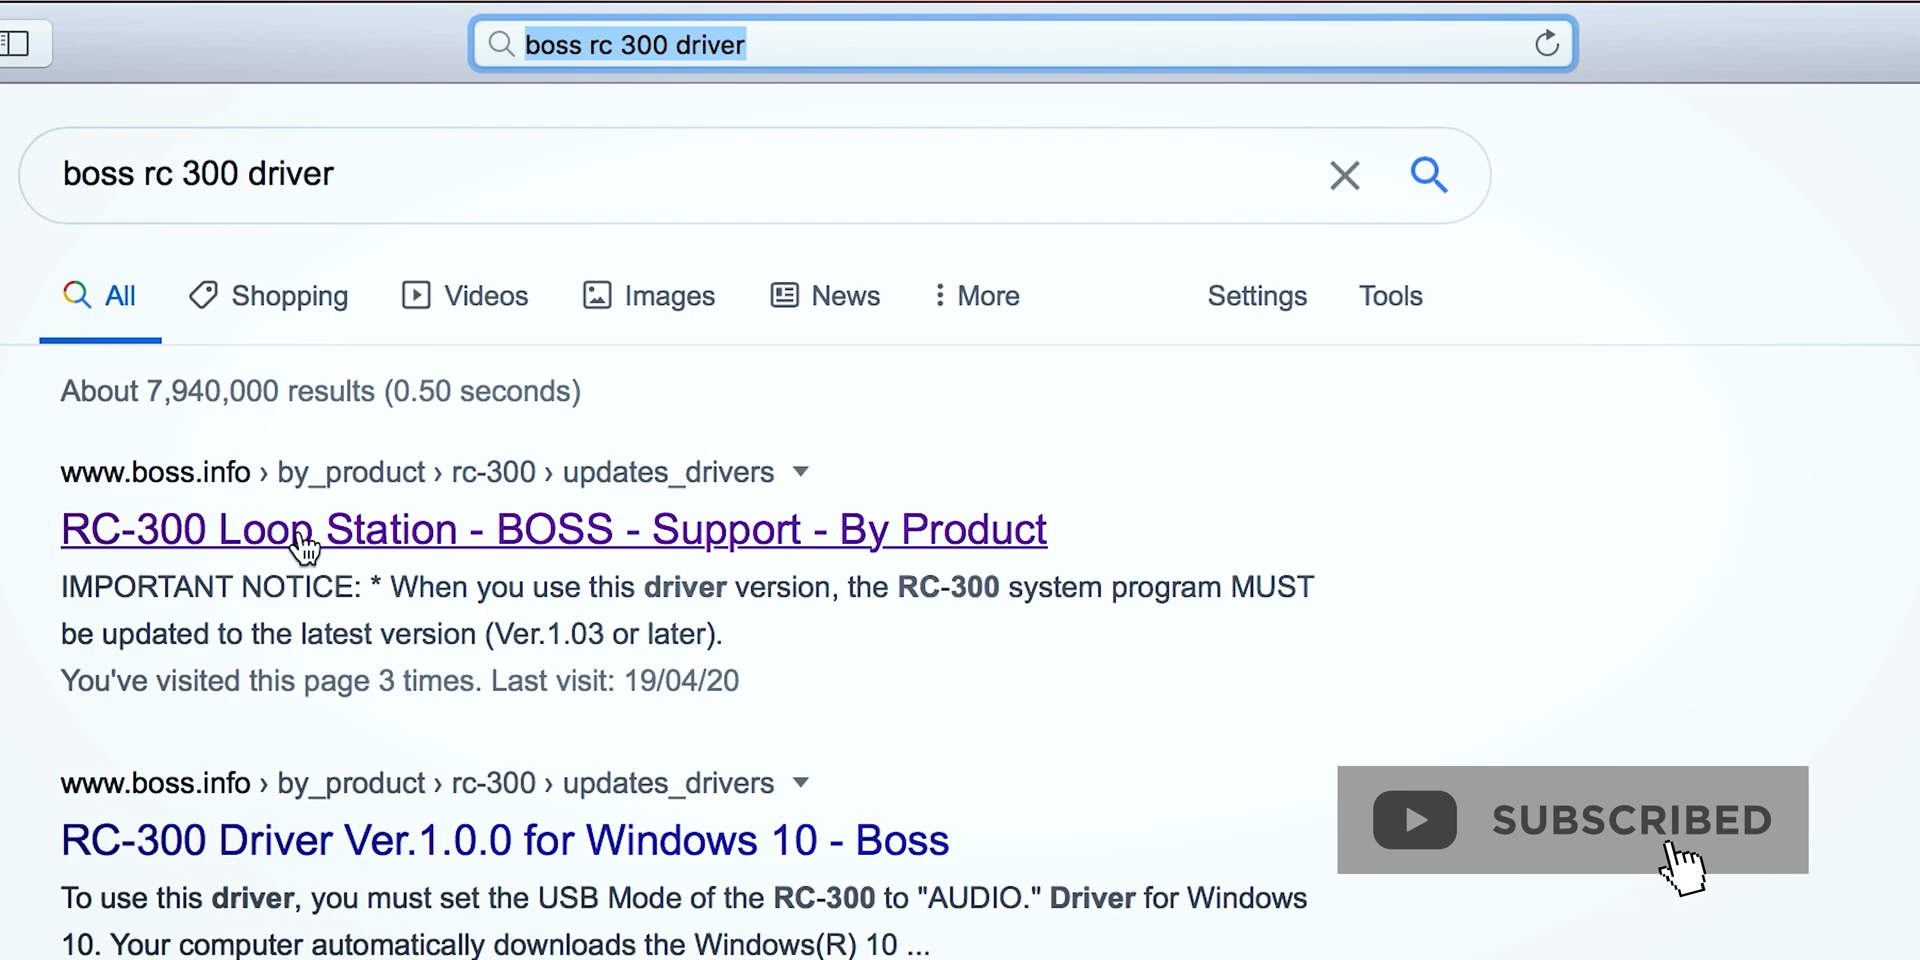 boss rc 300 driver
boss rc 300 driver
All Shopping Videos Images News More Settings Tools
About 7,940,000 results (0.50 seconds)
www.boss.info › by_product › rc-300 › updates_drivers
RC-300 Loop Station - BOSS - Support - By Product
IMPORTANT NOTICE: * When you use this driver version, the RC-300 system program MUST
be updated to the latest version (Ver.1.03 or later).
You've visited this page 3 times. Last visit: 19/04/20
www.boss.info › by_product › rc-300 › updates_drivers
RC-300 Driver Ver.1.0.0 for Windows 10 - Boss
SUBSCRIBED
To use this driver, you must set the USB Mode of the RC-300 to "AUDIO." Driver for Windows
10. Your computer automatically downloads the Windows(R) 10 ...